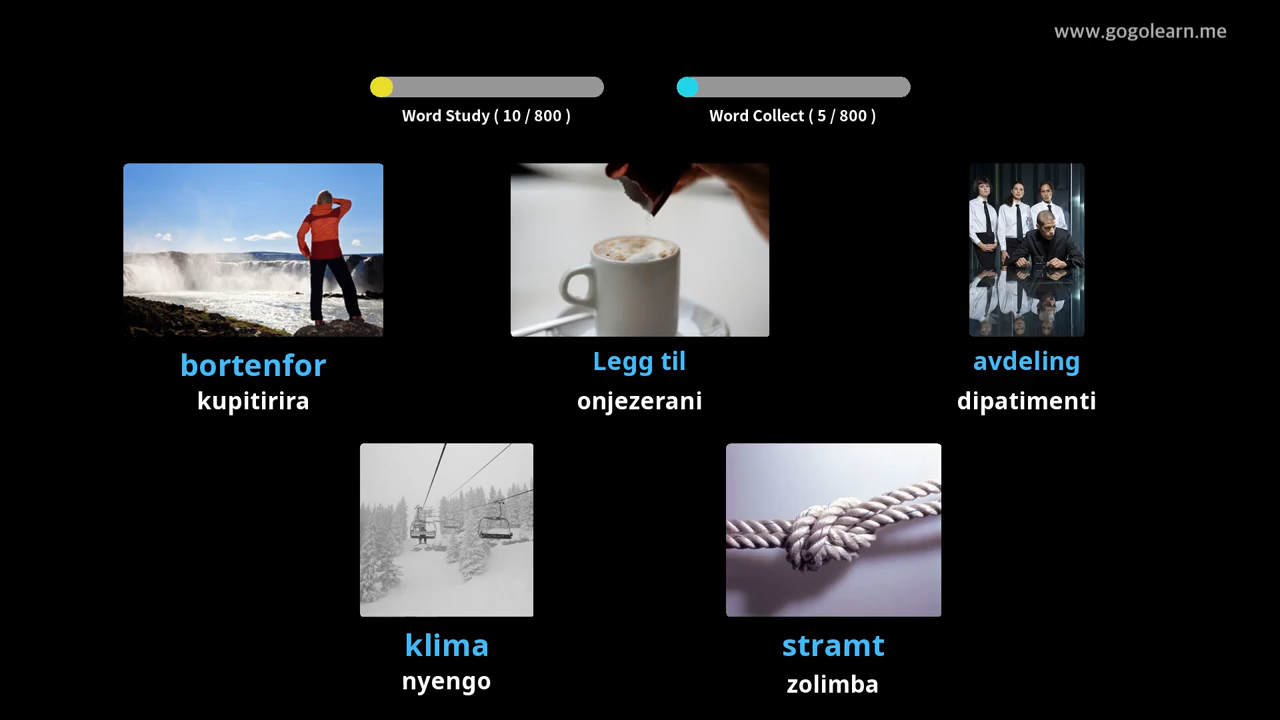 www.gogolearn.me
Word Study ( 10 / 800 )
Word Collect ( 5 / 800 )
bortenfor
kupitirira
Legg til
onjezerani
avdeling
dipatimenti
klima
nyengo
stramt
zolimba